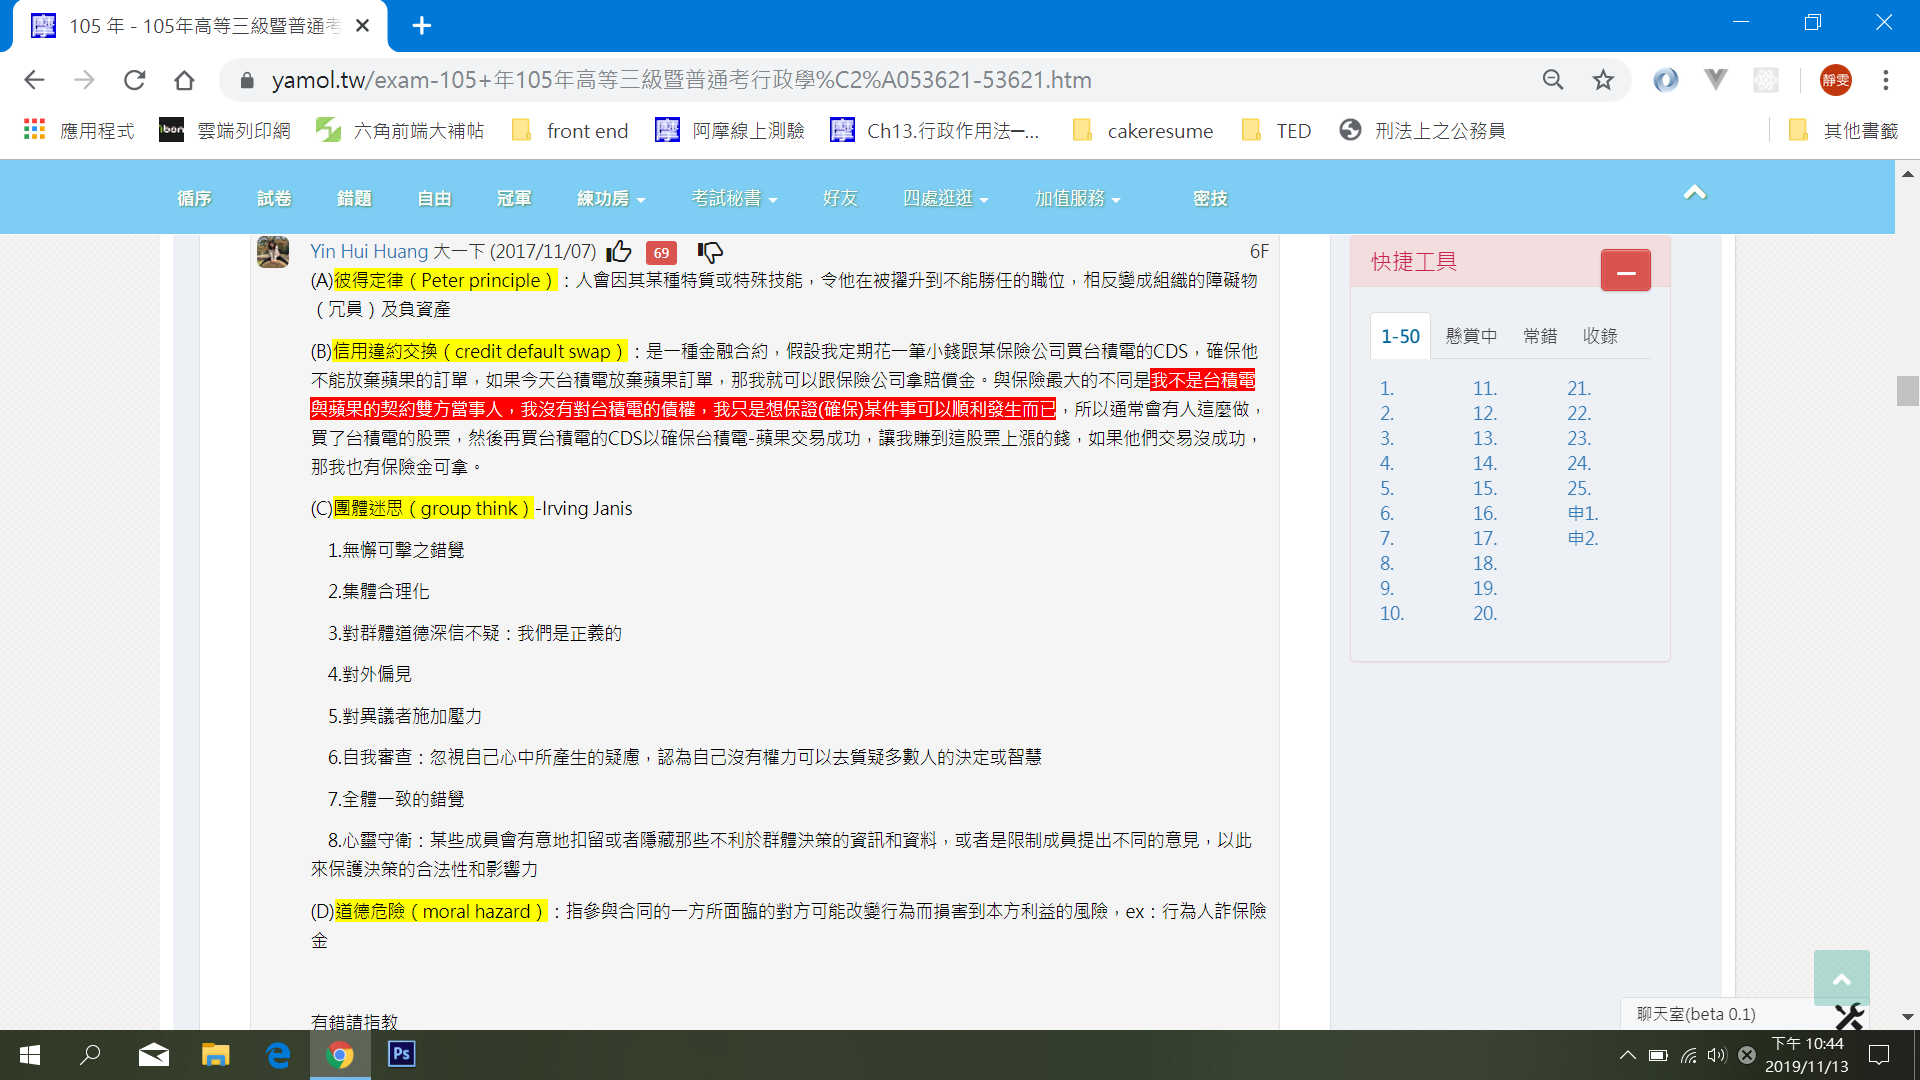 105 年 - 105年高等三級暨普通考
yamol.tw/exam-105+年105年高等三級暨普通考行政學%C2%A053621-53621.htm
靜雯
應用程式
ibon
雲端列印網
六角前端大補帖
front end
阿摩線上測驗
Ch13.行政作用法─...
cakeresume
TED
刑法上之公務員
其他書籤
循序
試卷
錯題
自由
冠軍
練功房
考試秘書
好友
四處逛逛
加值服務
密技
Yin Hui Huang 大一下 (2017/11/07) 69 6F
(A)彼得定律（Peter principle）：人會因其某種特質或特殊技能，令他在被擢升到不能勝任的職位，相反變成組織的障礙物
（冗員）及負資產
(B)信用違約交換（credit default swap）：是一種金融合約，假設我定期花一筆小錢跟某保險公司買台積電的CDS，確保他
不能放棄蘋果的訂單，如果今天台積電放棄蘋果訂單，那我就可以跟保險公司拿賠償金。與保險最大的不同是我不是台積電
與蘋果的契約雙方當事人，我沒有對台積電的債權，我只是想保證(確保)某件事可以順利發生而已，所以通常會有人這麼做，
買了台積電的股票，然後再買台積電的CDS以確保台積電-蘋果交易成功，讓我賺到這股票上漲的錢，如果他們交易沒成功，
那我也有保險金可拿。
(C)團體迷思（group think）-Irving Janis
1.無懈可擊之錯覺
2.集體合理化
3.對群體道德深信不疑：我們是正義的
4.對外偏見
5.對異議者施加壓力
6.自我審查：忽視自己心中所產生的疑慮，認為自己沒有權力可以去質疑多數人的決定或智慧
7.全體一致的錯覺
8.心靈守衛：某些成員會有意地扣留或者隱藏那些不利於群體決策的資訊和資料，或者是限制成員提出不同的意見，以此
來保護決策的合法性和影響力
(D)道德危險（moral hazard）：指參與合同的一方所面臨的對方可能改變行為而損害到本方利益的風險，ex：行為人詐保險
金
有錯請指教
快捷工具
1-50 懸賞中 常錯 收錄
1. 11. 21.
2. 12. 22.
3. 13. 23.
4. 14. 24.
5. 15. 25.
6. 16. 申1.
7. 17. 申2.
8. 18.
9. 19.
10. 20.
聊天室(beta 0.1)
Ps
下午 10:44
2019/11/13